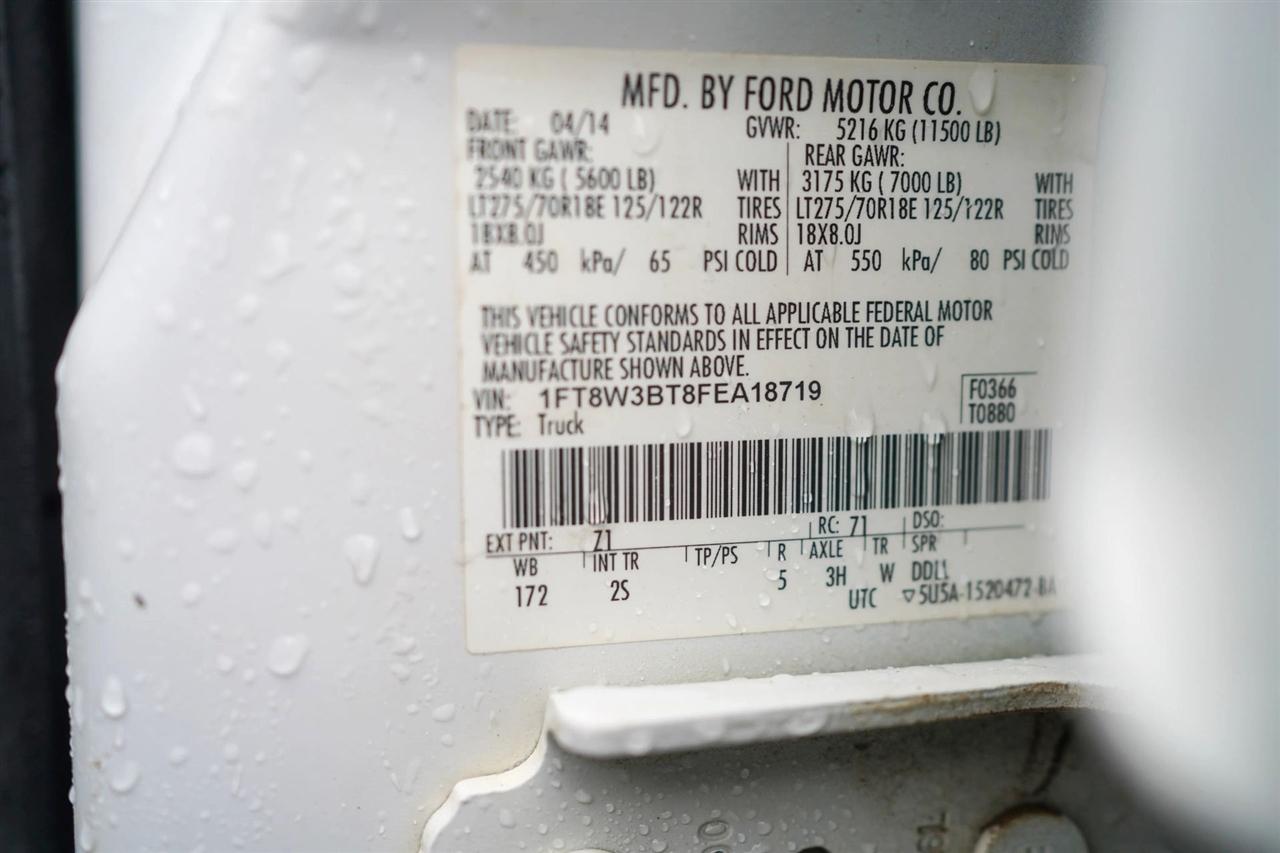 MFD. BY FORD MOTOR CO.
DATE: 04/14 GVWR: 5216 KG (11500 LB)
FRONT GAWR: REAR GAWR:
2540 KG ( 5600 LB) WITH 3175 KG ( 7000 LB) WITH
LT275/70R18E 125/122R TIRES LT275/70R18E 125/122R TIRES
18X8.0J RIMS 18X8.0J RIMS
AT 450 kPa/ 65 PSI COLD AT 550 kPa/ 80 PSI COLD
THIS VEHICLE CONFORMS TO ALL APPLICABLE FEDERAL MOTOR
VEHICLE SAFETY STANDARDS IN EFFECT ON THE DATE OF
MANUFACTURE SHOWN ABOVE.
VIN: 1FT8W3BT8FEA18719 F0366
TYPE: Truck T0880
EXT PNT: Z1 RC: 71 DSO:
WB INT TR TP/PS R AXLE TR SPR
172 2S 5 3H W DDLL
UTC ▽5U5A-1520472-BA